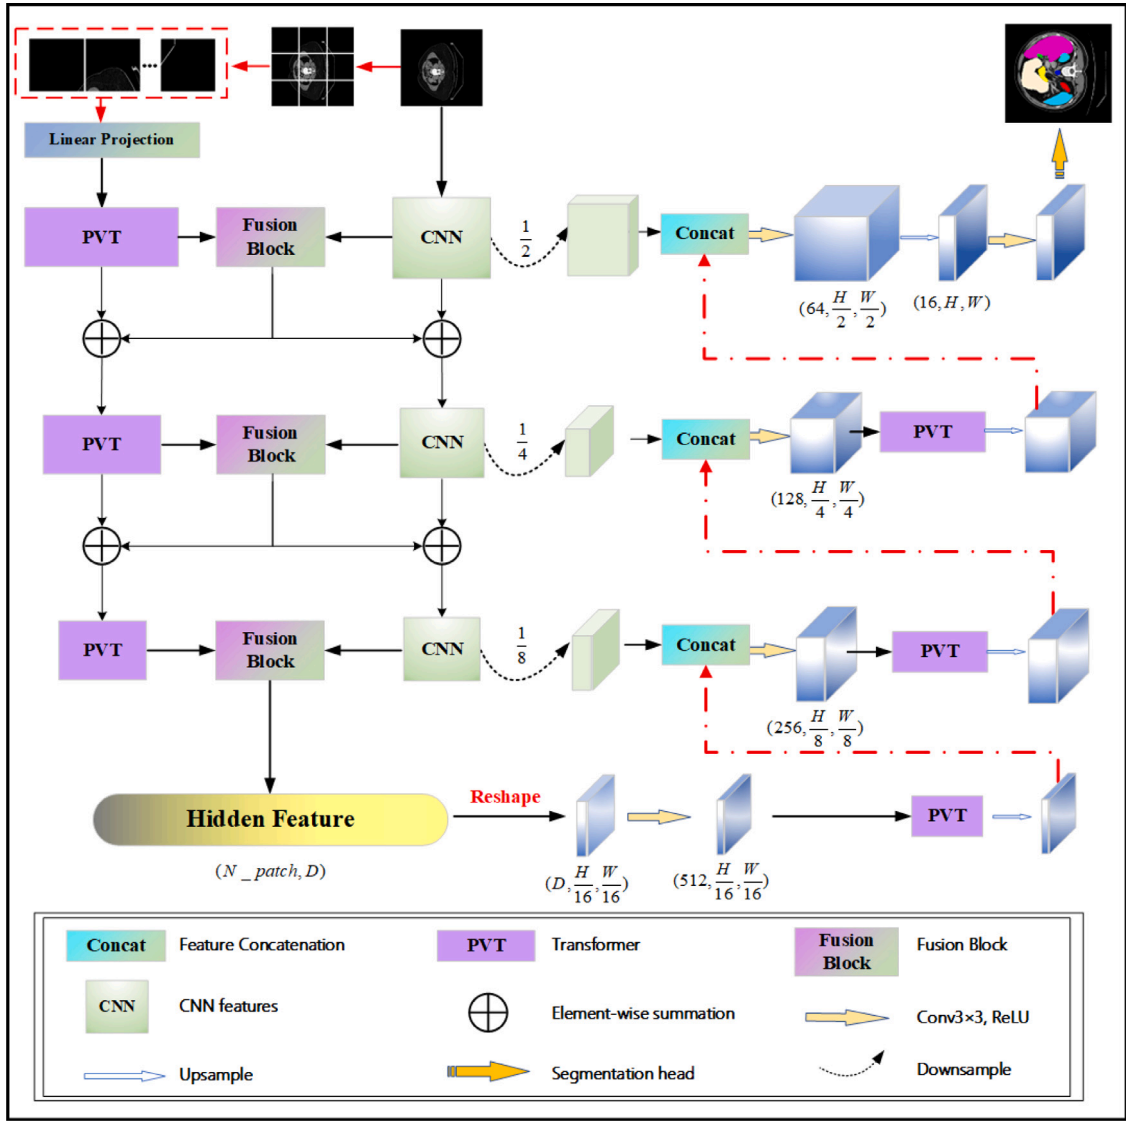 Linear Projection
PVT
Fusion
Block
CNN
1
2
Concat
(64, H/2, W/2)
(16, H, W)
PVT
Fusion
Block
CNN
1
4
Concat
PVT
(128, H/4, W/4)
PVT
Fusion
Block
CNN
1
8
Concat
PVT
(256, H/8, W/8)
Hidden Feature
Reshape
PVT
(N _ patch, D)
(D, H/16, W/16)
(512, H/16, W/16)
Concat
Feature Concatenation
PVT
Transformer
Fusion
Block
Fusion Block
CNN
CNN features
Element-wise summation
Conv3×3, ReLU
Upsample
Segmentation head
Downsample